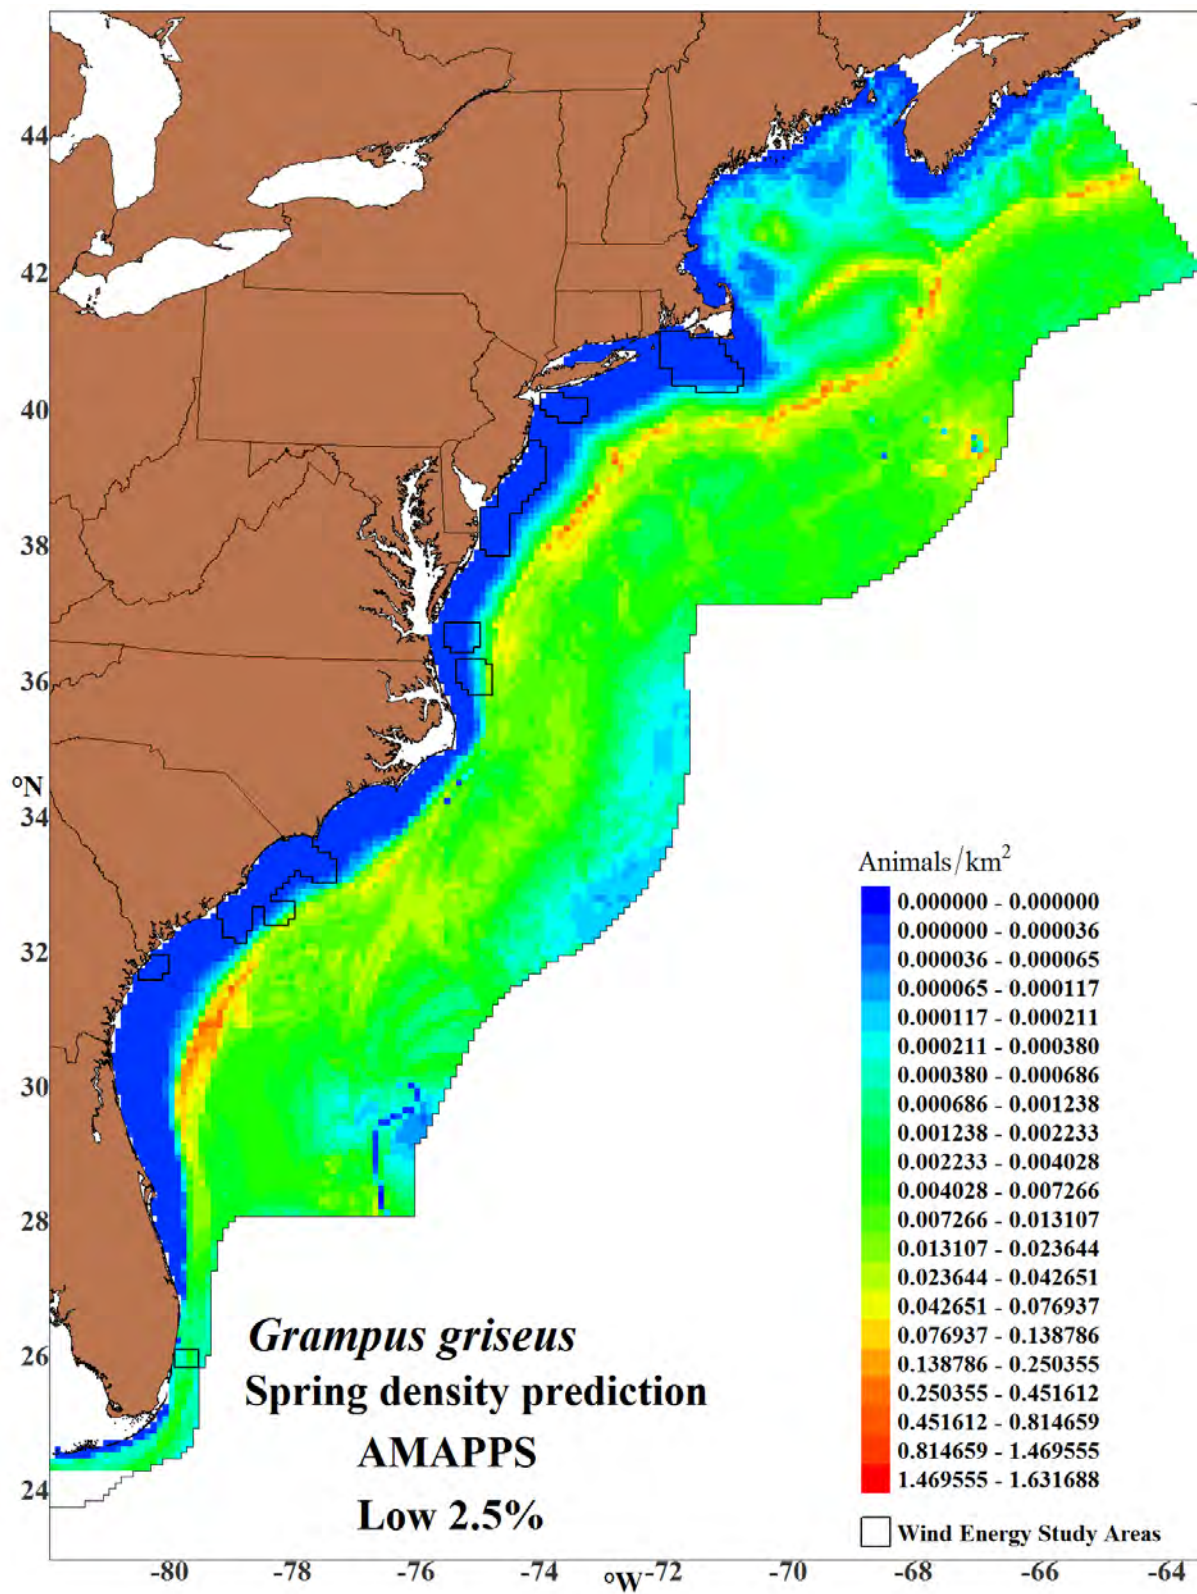 44
42
40
38
36
°N
34
32
30
28
26
24
-80
-78
-76
-74
-72
-70
-68
-66
-64
°W
Grampus griseus
Spring density prediction
AMAPPS
Low 2.5%
Animals/km²
0.000000 - 0.000000
0.000000 - 0.000036
0.000036 - 0.000065
0.000065 - 0.000117
0.000117 - 0.000211
0.000211 - 0.000380
0.000380 - 0.000686
0.000686 - 0.001238
0.001238 - 0.002233
0.002233 - 0.004028
0.004028 - 0.007266
0.007266 - 0.013107
0.013107 - 0.023644
0.023644 - 0.042651
0.042651 - 0.076937
0.076937 - 0.138786
0.138786 - 0.250355
0.250355 - 0.451612
0.451612 - 0.814659
0.814659 - 1.469555
1.469555 - 1.631688
Wind Energy Study Areas